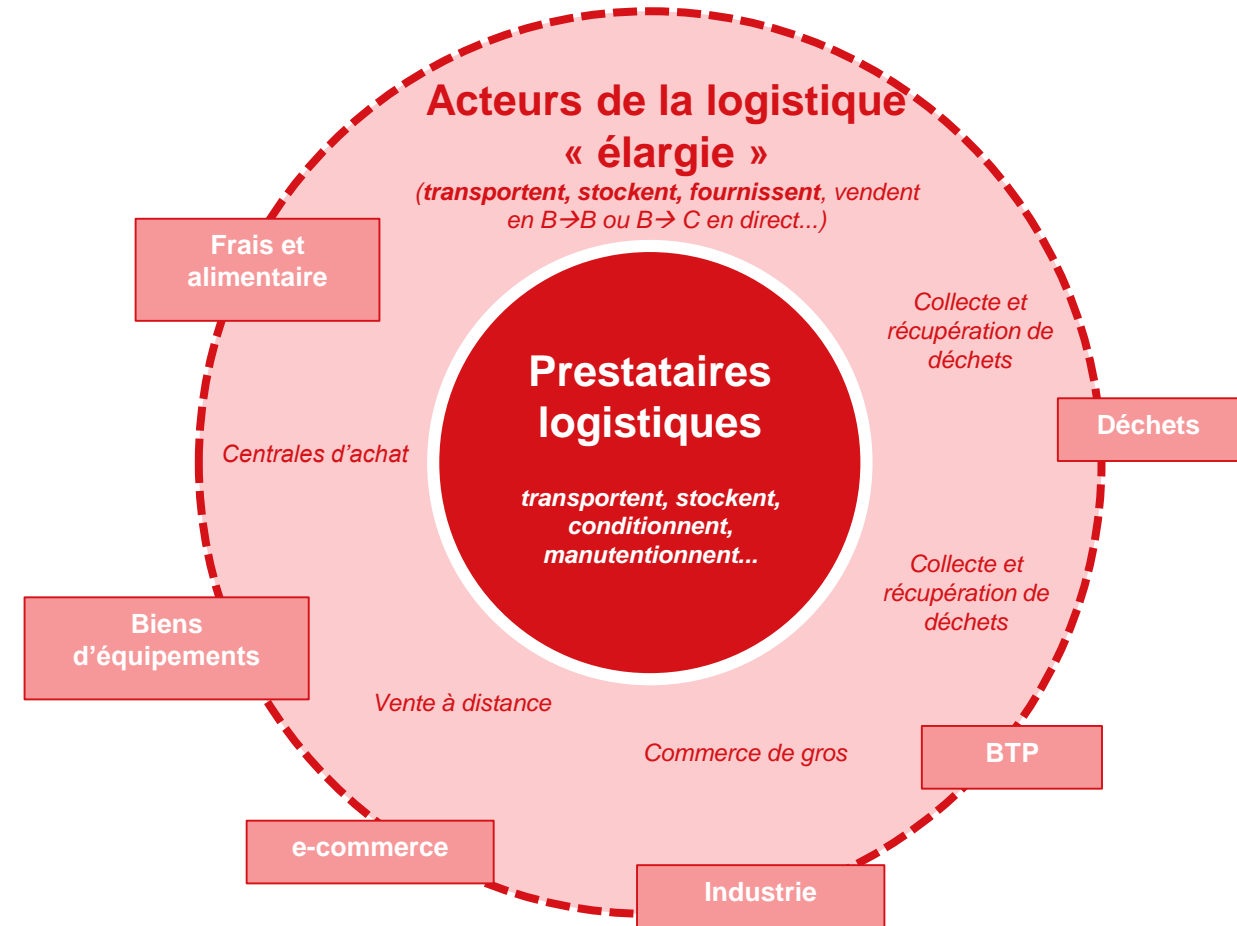 Acteurs de la logistique
« élargie »
(transportent, stockent, fournissent, vendent
en B→B ou B→ C en direct...)
Frais et
alimentaire
Collecte et
récupération de
déchets
Prestataires
logistiques
Déchets
Centrales d’achat
transportent, stockent,
conditionnent,
manutentionnent...
Collecte et
récupération de
déchets
Biens
d’équipements
Vente à distance
Commerce de gros
BTP
e-commerce
Industrie